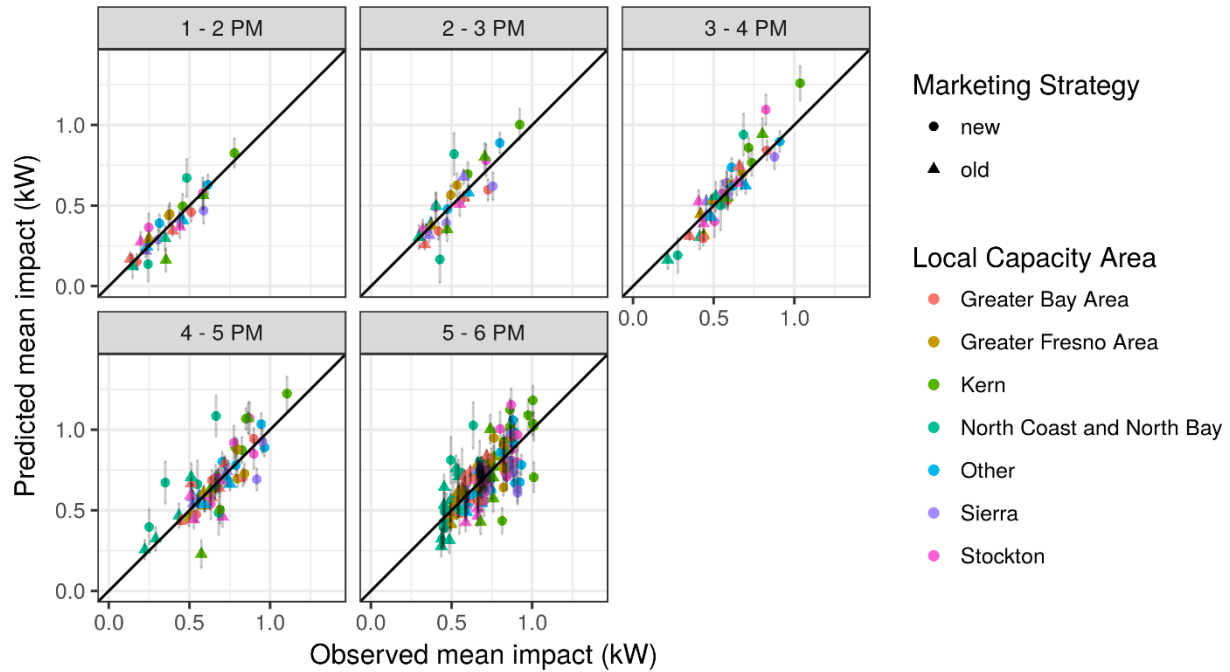 1 - 2 PM
2 - 3 PM
3 - 4 PM
1.0
0.5
0.0
0.0
0.5
1.0
4 - 5 PM
5 - 6 PM
1.0
0.5
0.0
0.0
0.5
1.0
0.0
0.5
1.0
Predicted mean impact (kW)
Observed mean impact (kW)
Marketing Strategy
new
old
Local Capacity Area
Greater Bay Area
Greater Fresno Area
Kern
North Coast and North Bay
Other
Sierra
Stockton